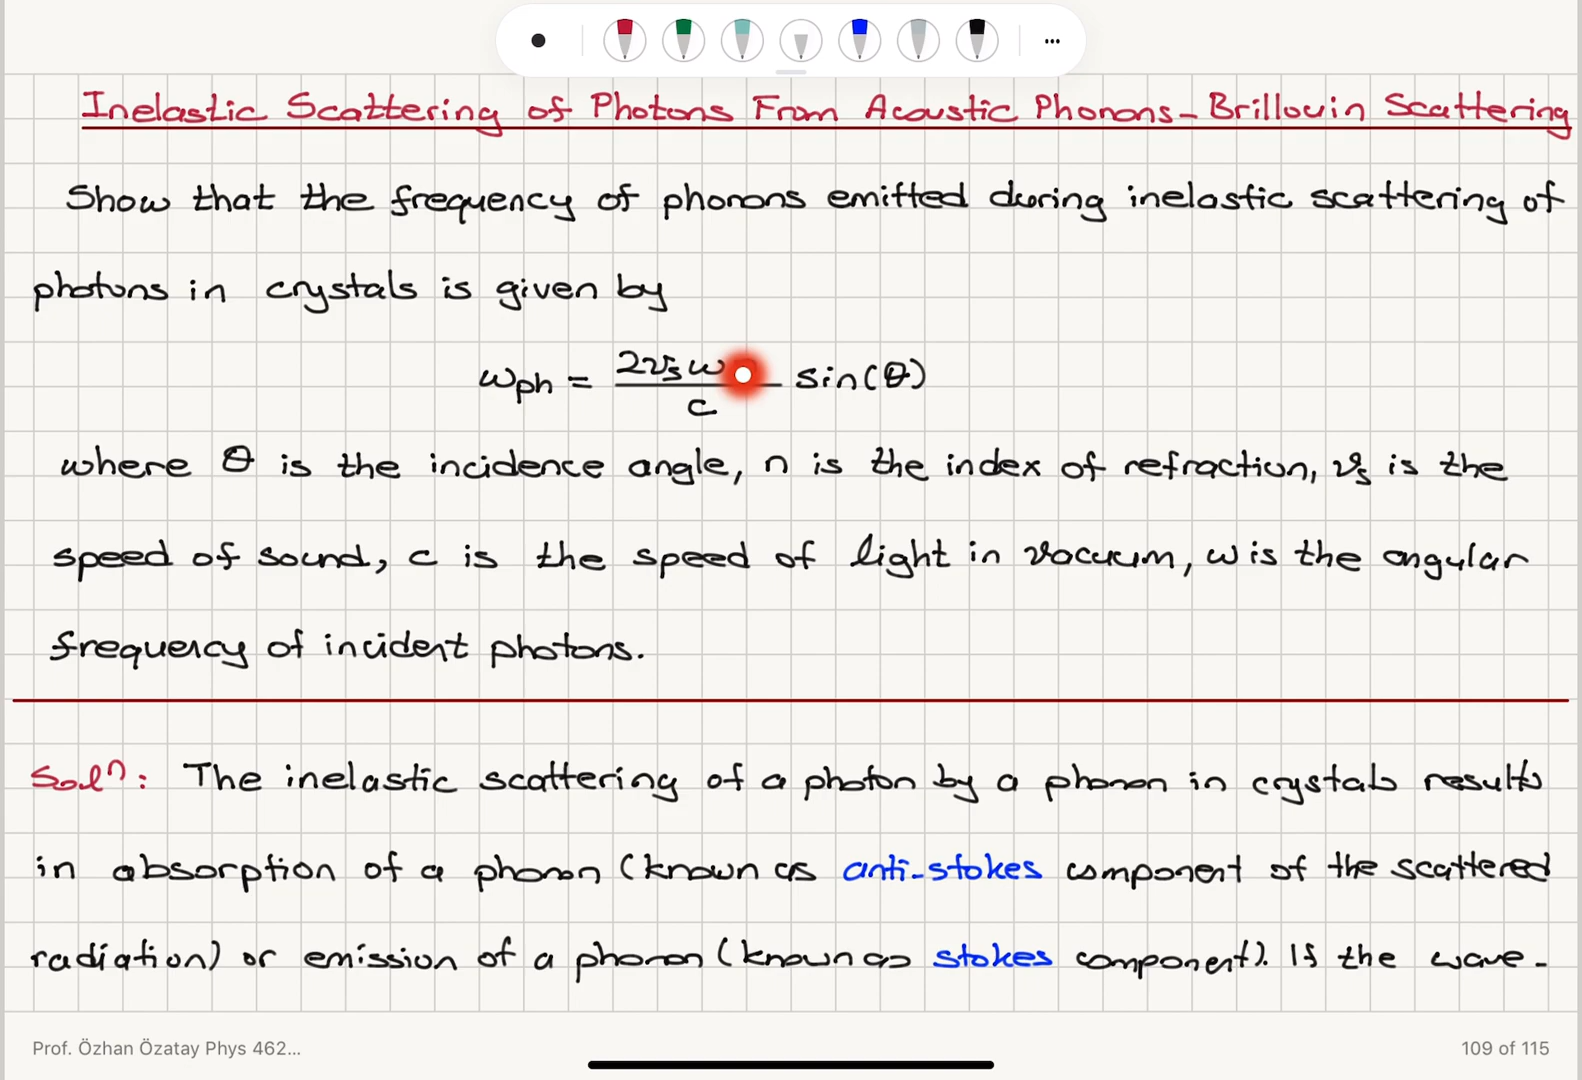 Inelastic Scattering of Photons From Acoustic Phonons - Brillouin Scattering
Show that the frequency of phonons emitted during inelastic scattering of
photons in crystals is given by
ωph = 2vsω / c sin(θ)
where θ is the incidence angle, n is the index of refraction, vs is the
speed of sound, c is the speed of light in vacuum, ω is the angular
frequency of incident photons.
Solⁿ: The inelastic scattering of a photon by a phonon in crystals results
in absorption of a phonon (known as anti-stokes component of the scattered
radiation) or emission of a phonon (known as stokes component). If the wave-
Prof. Özhan Özatay Phys 462...
109 of 115